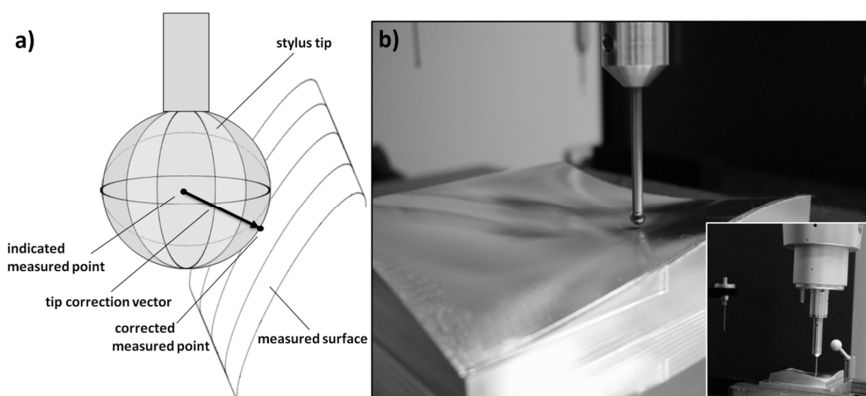 a)
stylus tip
indicated
measured point
tip correction vector
corrected
measured point
measured surface
b)